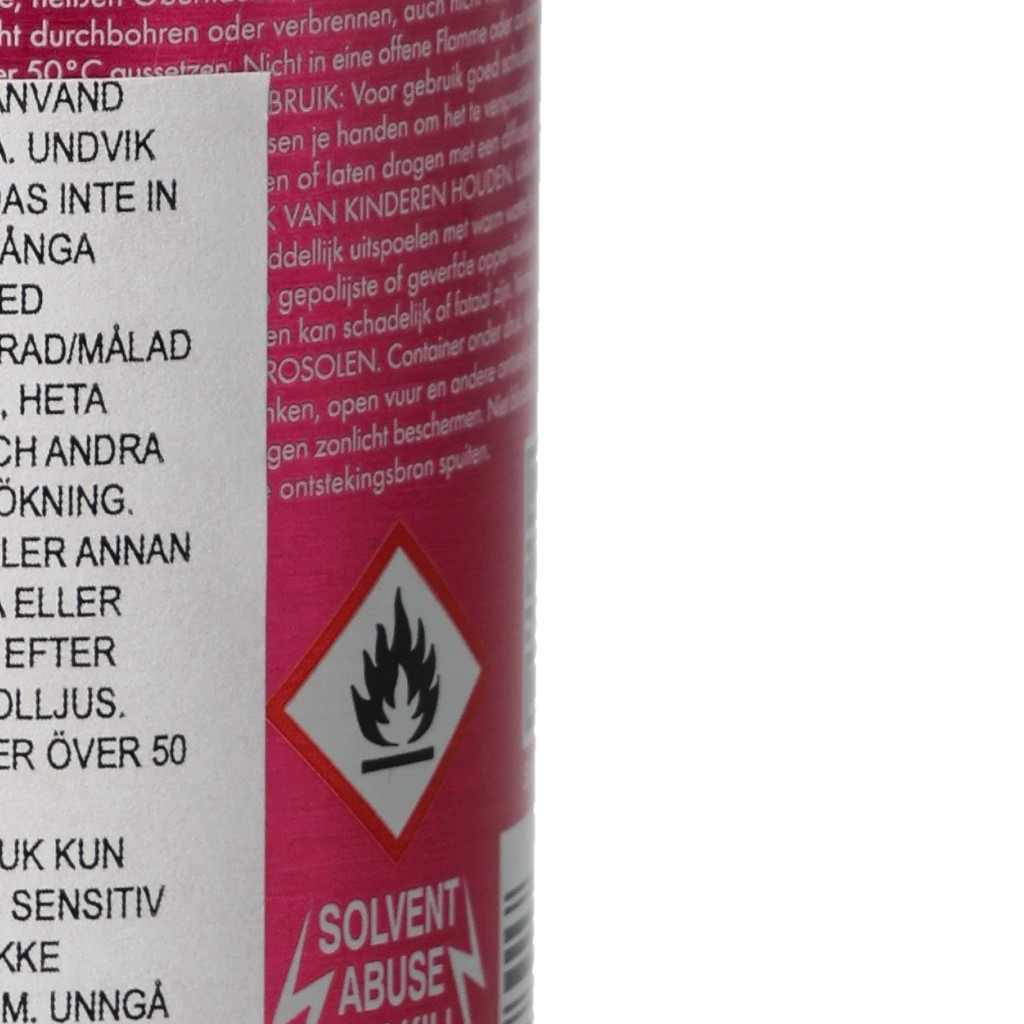 heißen
ht durchbohren oder verbrennen, auch nicht
er 50°C aussetzen. Nicht in eine offene Flamme oder
BRUIK: Voor gebruik goed
sen je handen om het te
en of laten drogen met een
K VAN KINDEREN HOUDEN.
ddellijk uitspoelen met warm
gepolijste of geverfde
en kan schadelijk of fataal zijn.
ROSOLEN. Container onder druk.
nken, open vuur en andere
gen zonlicht beschermen. Niet
ontstekingsbron spuiten.
ANVAND
A. UNDVIK
DAS INTE IN
ÅNGA
ED
RAD/MÅLAD
, HETA
CH ANDRA
ÖKNING.
LER ANNAN
A ELLER
EFTER
OLLJUS.
ER ÖVER 50
UK KUN
SENSITIV
KKE
M. UNNGÅ
SOLVENT
ABUSE